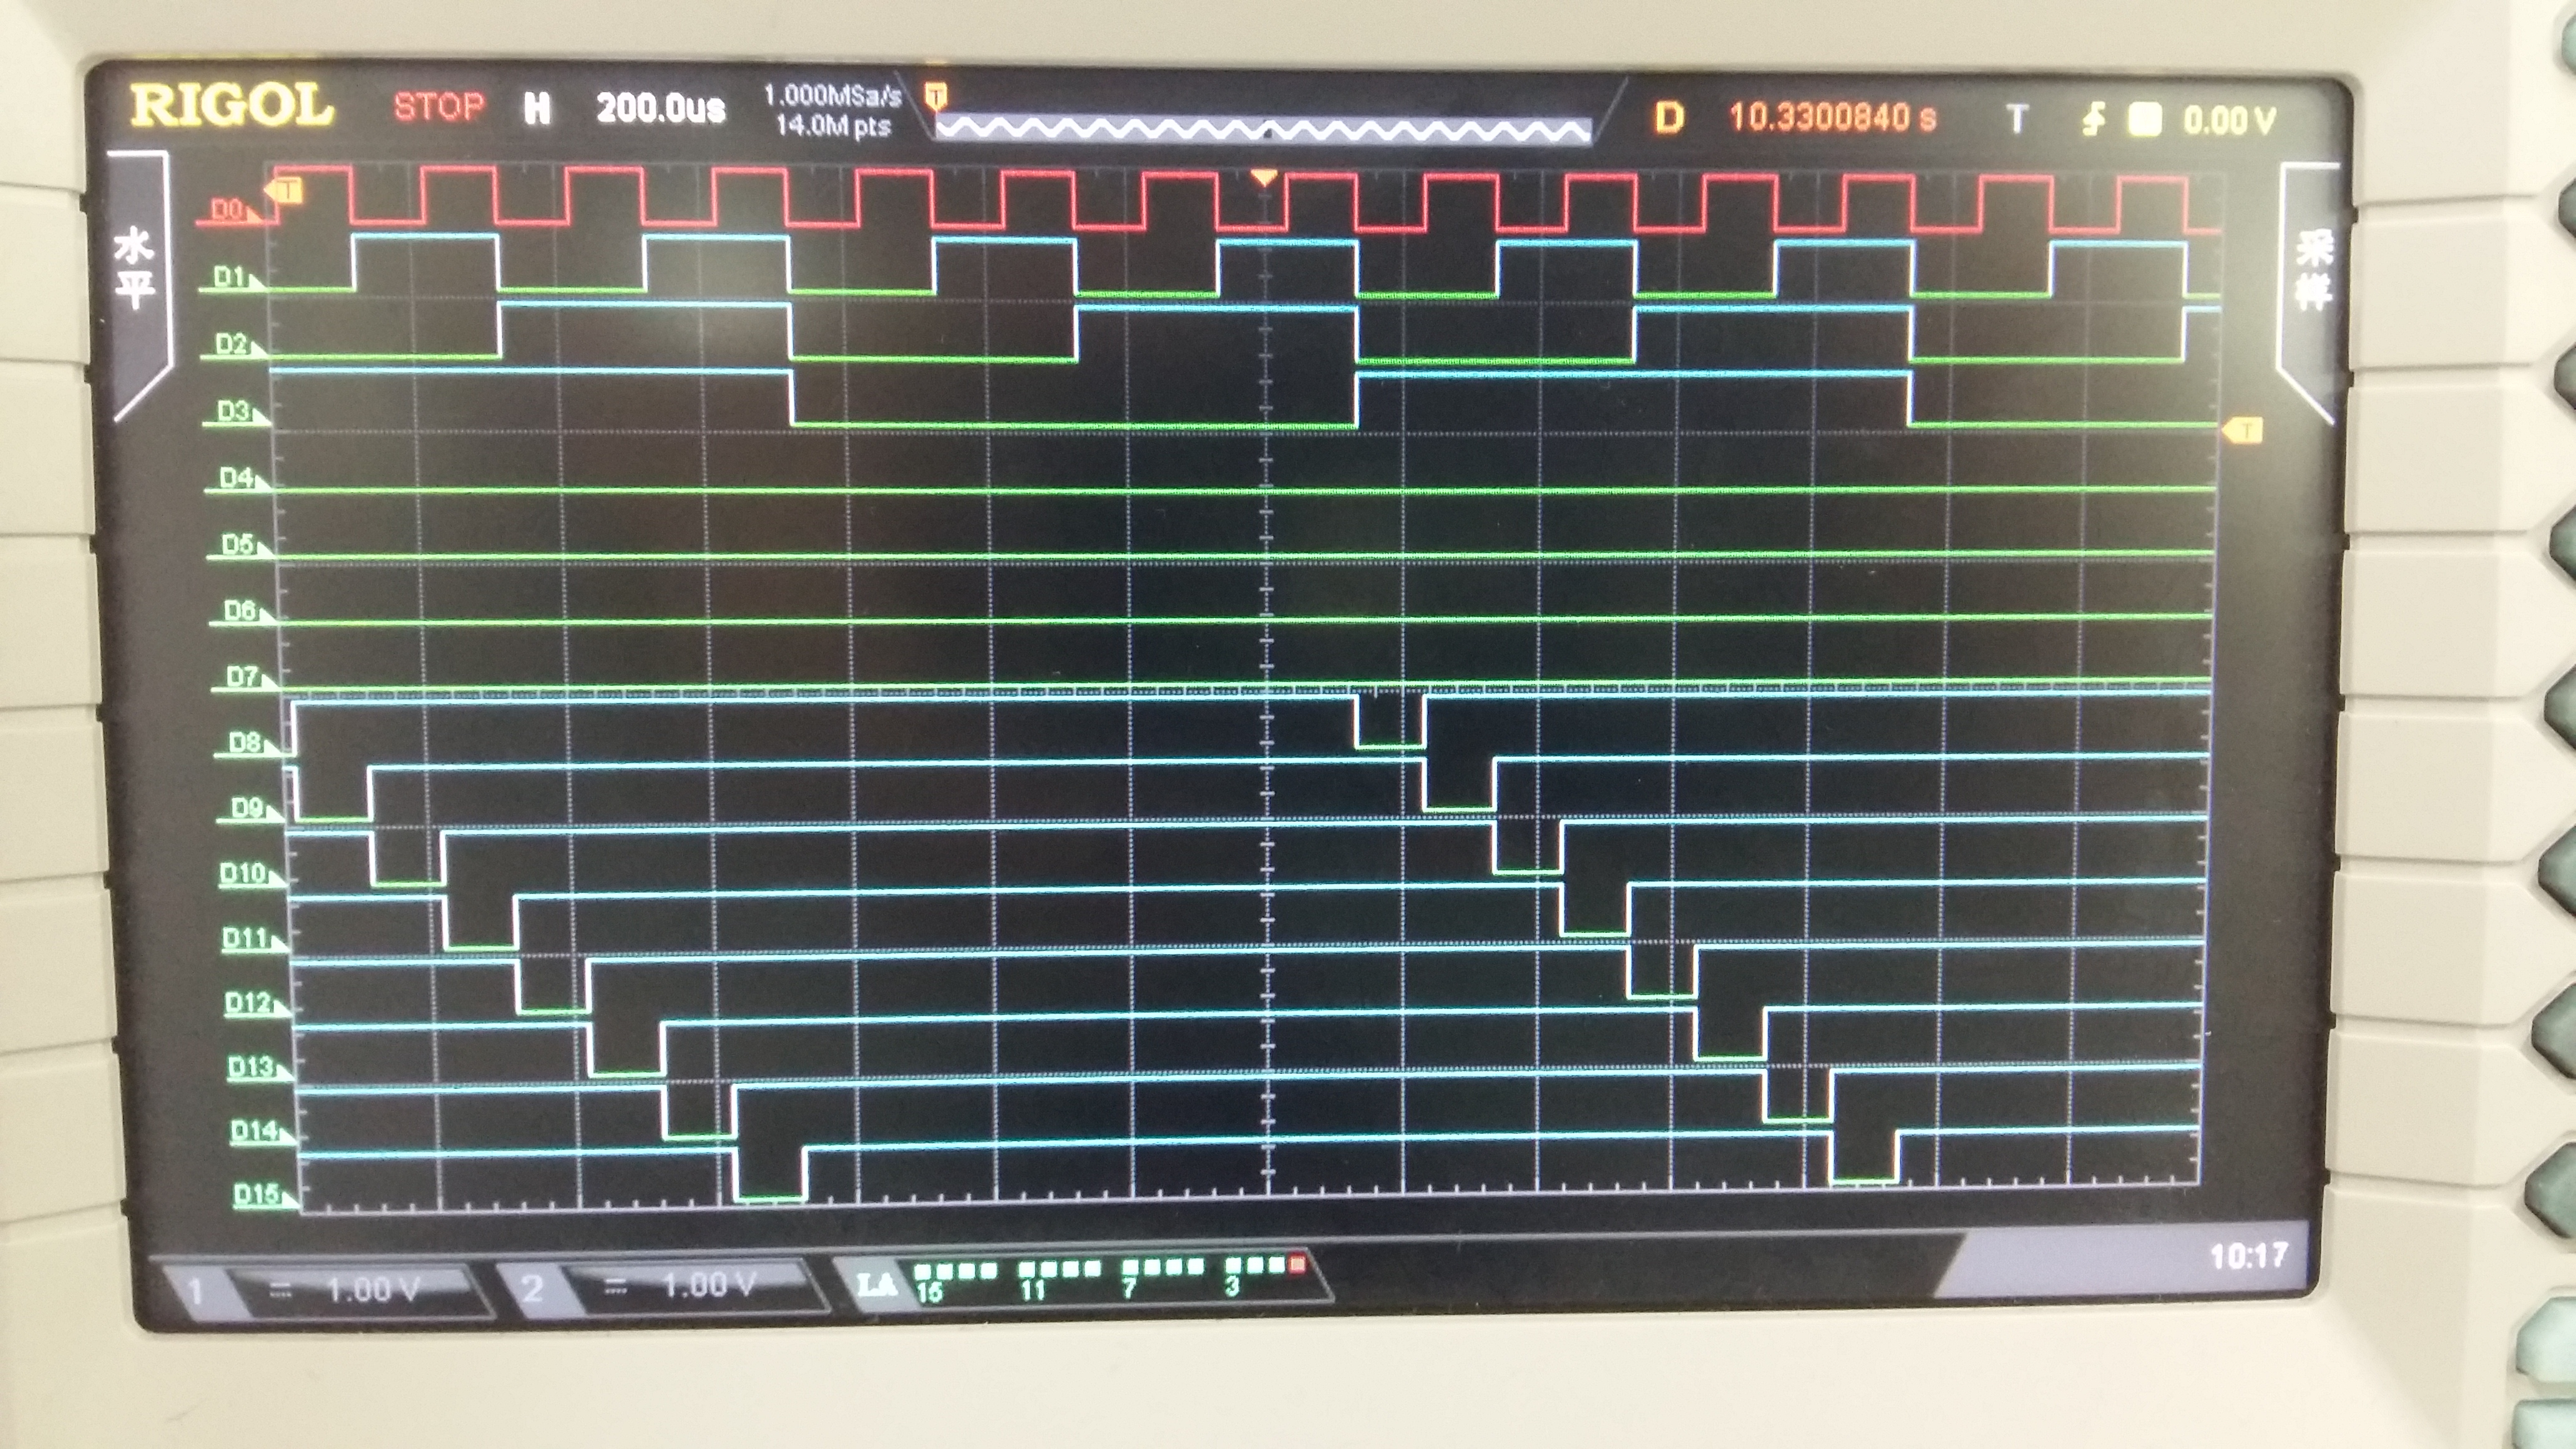 RIGOL STOP H 200.0us 1.000MSa/s D 10.3300840 s T 0.00 V
14.0M pts
T
水平 采样
T
D0
D1
D2
D3
T
D4
D5
D6
D7
D8
D9
D10
D11
D12
D13
D14
D15
1 1.00 V 2 1.00 V LA 15 11 7 3 10:17